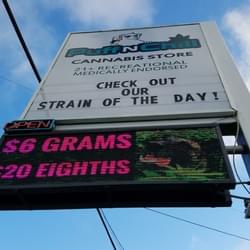 Puff N Chill
CANNABIS STORE
21+ RECREATIONAL
MEDICALLY ENDORSED
CHECK OUT
OUR
STRAIN OF THE DAY!
OPEN
$6 GRAMS
$20 EIGHTHS